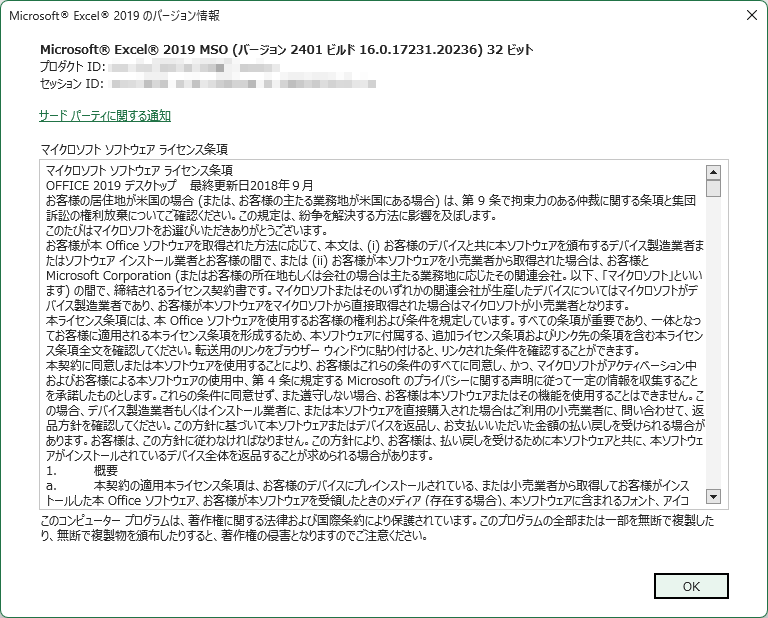 Microsoft® Excel® 2019 のバージョン情報
Microsoft® Excel® 2019 MSO (バージョン 2401 ビルド 16.0.17231.20236) 32 ビット
プロダクト ID:
セッション ID:
サード パーティに関する通知
マイクロソフト ソフトウェア ライセンス条項
マイクロソフト ソフトウェア ライセンス条項
OFFICE 2019 デスクトップ　最終更新日2018年９月
お客様の居住地が米国の場合 (または、お客様の主たる業務地が米国にある場合) は、第 9 条で拘束力のある仲裁に関する条項と集団
訴訟の権利放棄についてご確認ください。この規定は、紛争を解決する方法に影響を及ぼします。
このたびはマイクロソフトをお選びいただきありがとうございます。
お客様が本 Office ソフトウェアを取得された方法に応じて、本文は、(i) お客様のデバイスと共に本ソフトウェアを頒布するデバイス製造業者ま
たはソフトウェア インストール業者とお客様の間で、または (ii) お客様が本ソフトウェアを小売業者から取得された場合は、お客様と
Microsoft Corporation (またはお客様の所在地もしくは会社の場合は主たる業務地に応じたその関連会社。以下、「マイクロソフト」といい
ます) の間で、締結されるライセンス契約書です。マイクロソフトまたはそのいずれかの関連会社が生産したデバイスについてはマイクロソフトがデ
バイス製造業者であり、お客様が本ソフトウェアをマイクロソフトから直接取得された場合はマイクロソフトが小売業者となります。
本ライセンス条項には、本 Office ソフトウェアを使用するお客様の権利および条件を規定しています。すべての条項が重要であり、一体となっ
てお客様に適用される本ライセンス条項を形成するため、本ソフトウェアに付属する、追加ライセンス条項およびリンク先の条項を含む本ライセン
ス条項全文を確認してください。転送用のリンクをブラウザー ウィンドウに貼り付けると、リンクされた条件を確認することができます。
本契約に同意しまたは本ソフトウェアを使用することにより、お客様はこれらの条件のすべてに同意し、かつ、マイクロソフトがアクティベーション中
およびお客様による本ソフトウェアの使用中、第 4 条に規定する Microsoft のプライバシーに関する声明に従って一定の情報を収集すること
を承諾したものとします。これらの条件に同意せず、また遵守しない場合、お客様は本ソフトウェアまたはその機能を使用することはできません。こ
の場合、デバイス製造業者もしくはインストール業者に、または本ソフトウェアを直接購入された場合はご利用の小売業者に、問い合わせて、返
品方針を確認してください。この方針に基づいて本ソフトウェアまたはデバイスを返品し、お支払いいただいた金額の払い戻しを受けられる場合が
あります。お客様は、この方針に従わなければなりません。この方針により、お客様は、払い戻しを受けるために本ソフトウェアと共に、本ソフトウェ
アがインストールされているデバイス全体を返品することが求められる場合があります。
1.　概要
a.　本契約の適用本ライセンス条項は、お客様のデバイスにプレインストールされている、または小売業者から取得してお客様がインス
トールした本 Office ソフトウェア、お客様が本ソフトウェアを受領したときのメディア (存在する場合)、本ソフトウェアに含まれるフォント、アイコ
このコンピューター プログラムは、著作権に関する法律および国際条約により保護されています。このプログラムの全部または一部を無断で複製した
り、無断で複製物を頒布したりすると、著作権の侵害となりますのでご注意ください。
OK